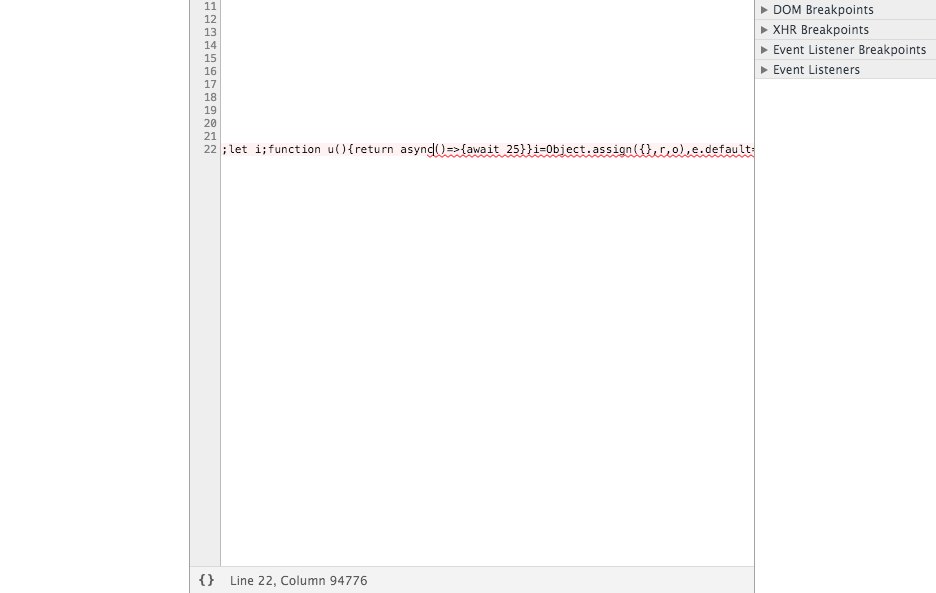 11
12
13
14
15
16
17
18
19
20
21
22 ;let i;function u(){return async()=>{await 25}}i=Object.assign({},r,o),e.default=
{} Line 22, Column 94776
DOM Breakpoints
XHR Breakpoints
Event Listener Breakpoints
Event Listeners